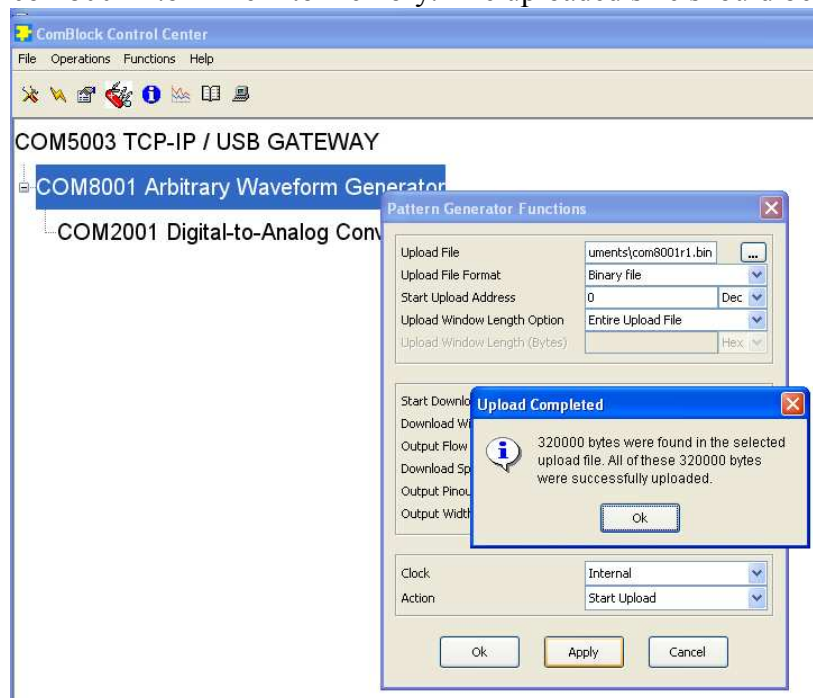 ComBlock Control Center
File Operations Functions Help
COM5003 TCP-IP / USB GATEWAY
COM8001 Arbitrary Waveform Generator
COM2001 Digital-to-Analog Conv
Pattern Generator Functions
Upload File uments\com8001r1.bin ...
Upload File Format Binary file
Start Upload Address 0 Dec
Upload Window Length Option Entire Upload File
Upload Window Length (Bytes) Hex
Start Downlo
Download Wi
Output Flow
Download Sp
Output Pinou
Output Width
Upload Completed
320000 bytes were found in the selected
upload file. All of these 320000 bytes
were successfully uploaded.
Ok
Clock Internal
Action Start Upload
Ok Apply Cancel